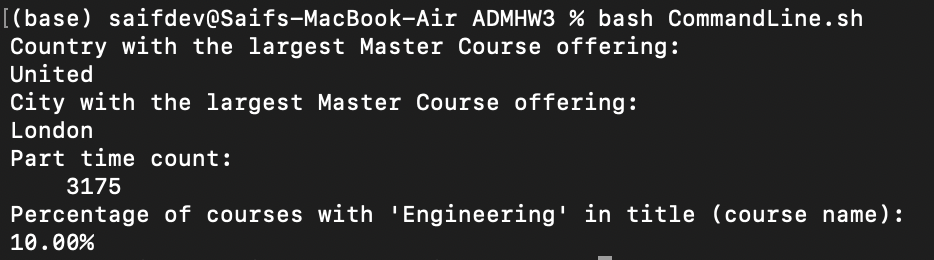 [(base) saifdev@Saifs-MacBook-Air ADMHW3 % bash CommandLine.sh
Country with the largest Master Course offering:
United
City with the largest Master Course offering:
London
Part time count:
    3175
Percentage of courses with 'Engineering' in title (course name):
10.00%